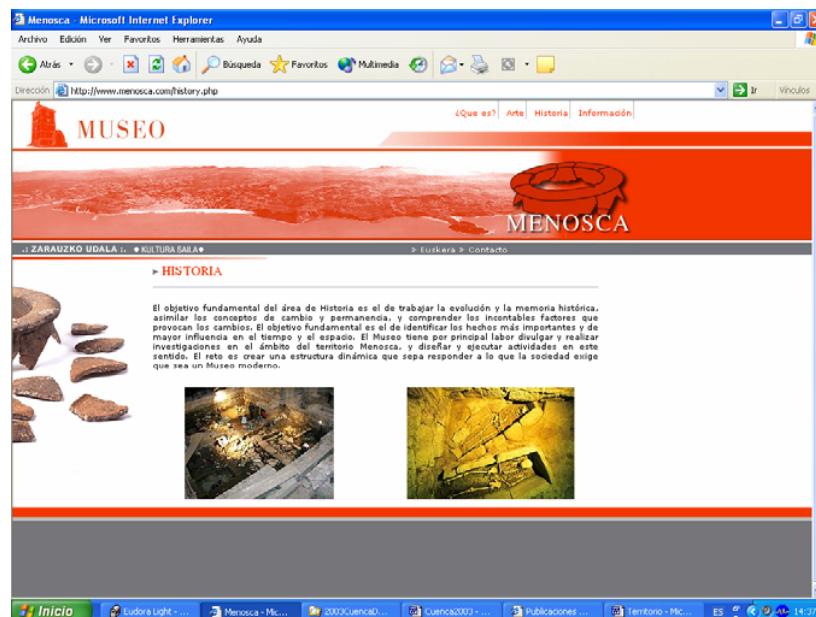 Menosca - Microsoft Internet Explorer
Archivo Edición Ver Favoritos Herramientas Ayuda
Atrás Búsqueda Favoritos Multimedia
Dirección http://www.menosca.com/history.php Ir Vínculos
¿Que es? Arte Historia Información
MUSEO
MENOSCA
.: ZARAUZKO UDALA :. KULTURA SAILA Euskera Contacto
HISTORIA
El objetivo fundamental del área de Historia es el de trabajar la evolución y la memoria histórica,
asimilar los conceptos de cambio y permanencia, y comprender los incontables factores que
provocan los cambios. El objetivo fundamental es el de identificar los hechos más importantes y de
mayor influencia en el tiempo y el espacio. El Museo tiene por principal labor divulgar y realizar
investigaciones en el ámbito del territorio Menosca, y diseñar y ejecutar actividades en este
sentido. El reto es crear una estructura dinámica que sepa responder a lo que la sociedad exige
que sea un Museo moderno.
Inicio Eudora Light - ... Menosca - Mic... 2003CuencaD... Cuenca2003 - ... Publicaciones ... Territorio - Mic... ES 14:37